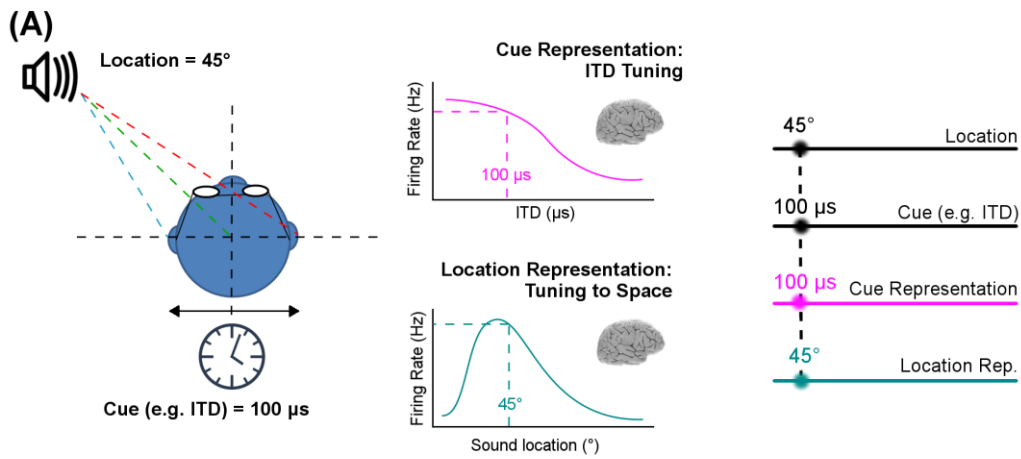 (A)
Location = 45°
Cue (e.g. ITD) = 100 µs
Cue Representation:
ITD Tuning
Firing Rate (Hz)
100 µs
ITD (µs)
Location Representation:
Tuning to Space
Firing Rate (Hz)
45°
Sound location (°)
45°
Location
100 µs
Cue (e.g. ITD)
100 µs
Cue Representation
45°
Location Rep.